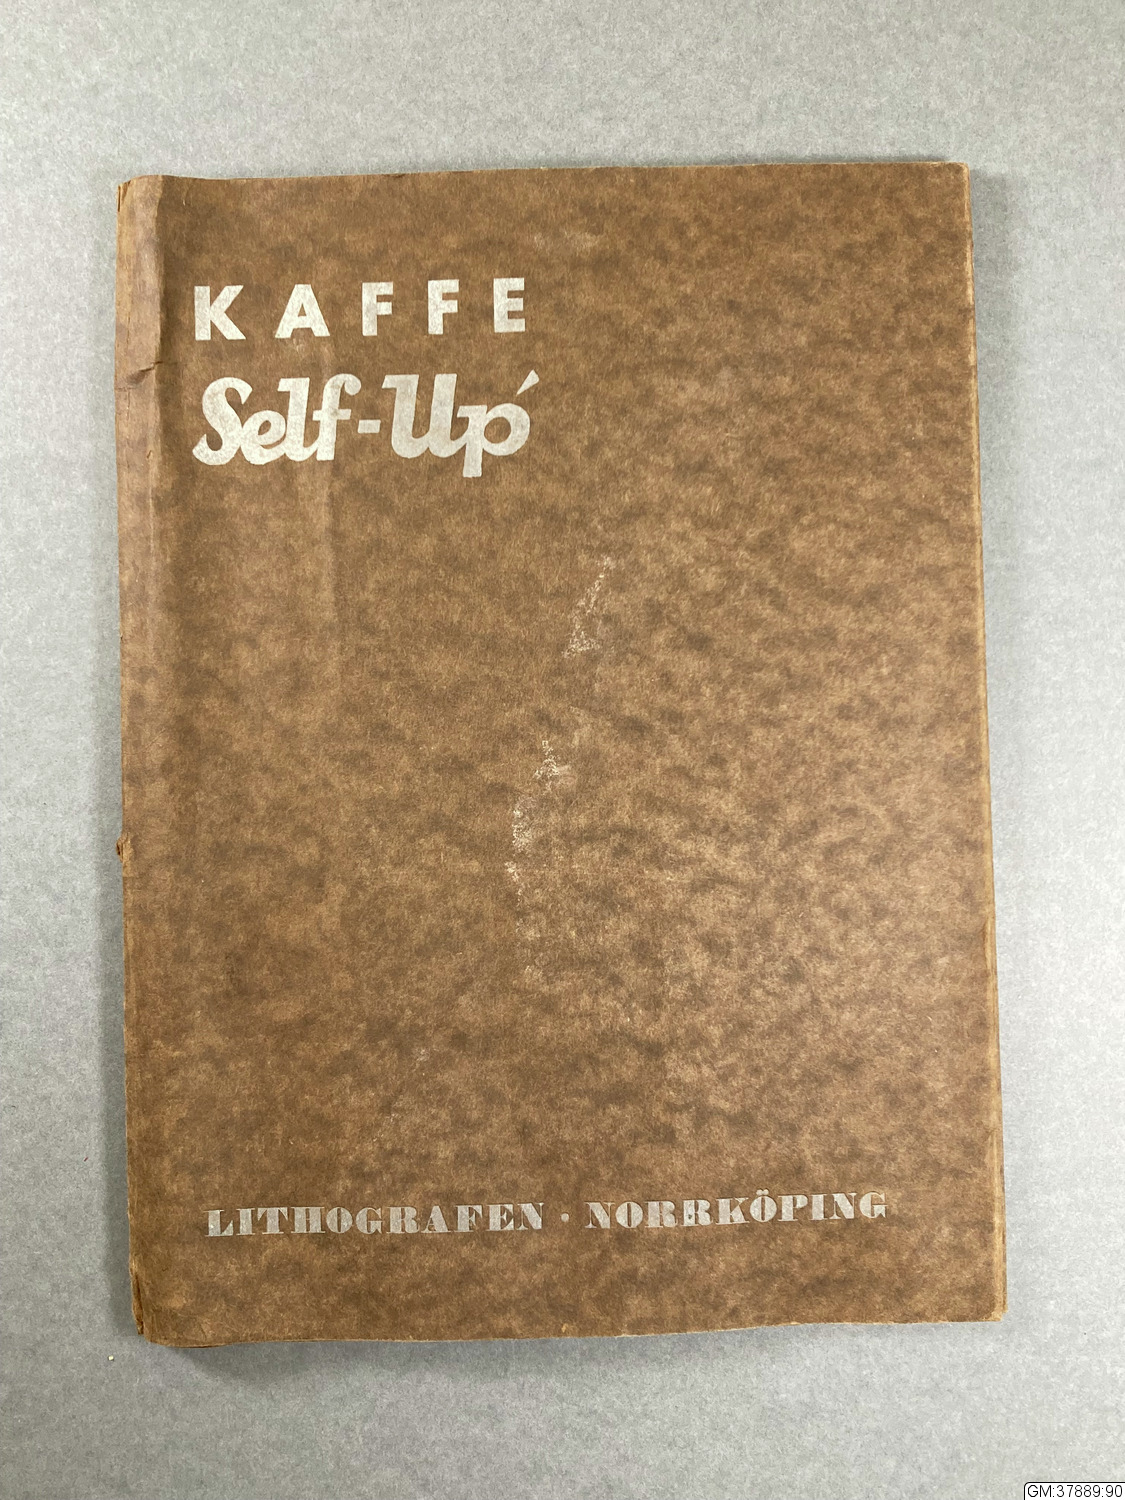 KAFFE
Self-Up'
LITHOGRAFEN · NORRKÖPING
GM:37889:90